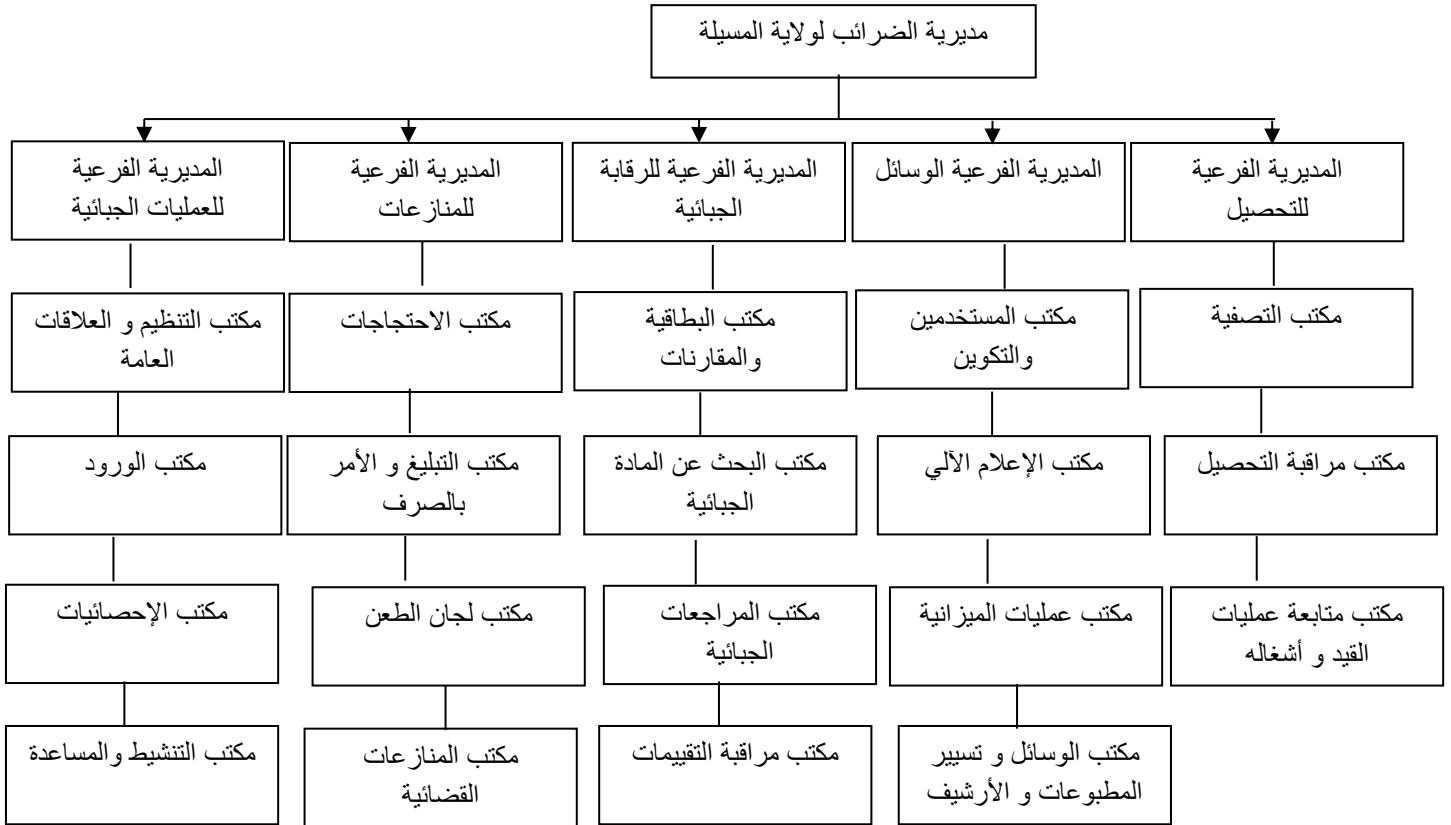 مديرية الضرائب لولاية المسيلة
المديرية الفرعية
للتحصيل
المديرية الفرعية الوسائل
المديرية الفرعية للرقابة
الجبائية
المديرية الفرعية
للمنازعات
المديرية الفرعية
للعمليات الجبائية
مكتب التصفية
مكتب المستخدمين
والتكوين
مكتب البطاقية
والمقارنات
مكتب الاحتجاجات
مكتب التنظيم و العلاقات
العامة
مكتب مراقبة التحصيل
مكتب الإعلام الآلي
مكتب البحث عن المادة
الجبائية
مكتب التبليغ و الأمر
بالصرف
مكتب الورود
مكتب متابعة عمليات
القيد و أشغاله
مكتب عمليات الميزانية
مكتب المراجعات
الجبائية
مكتب لجان الطعن
مكتب الإحصائيات
مكتب الوسائل و تسيير
المطبوعات و الأرشيف
مكتب مراقبة التقييمات
مكتب المنازعات
القضائية
مكتب التنشيط والمساعدة